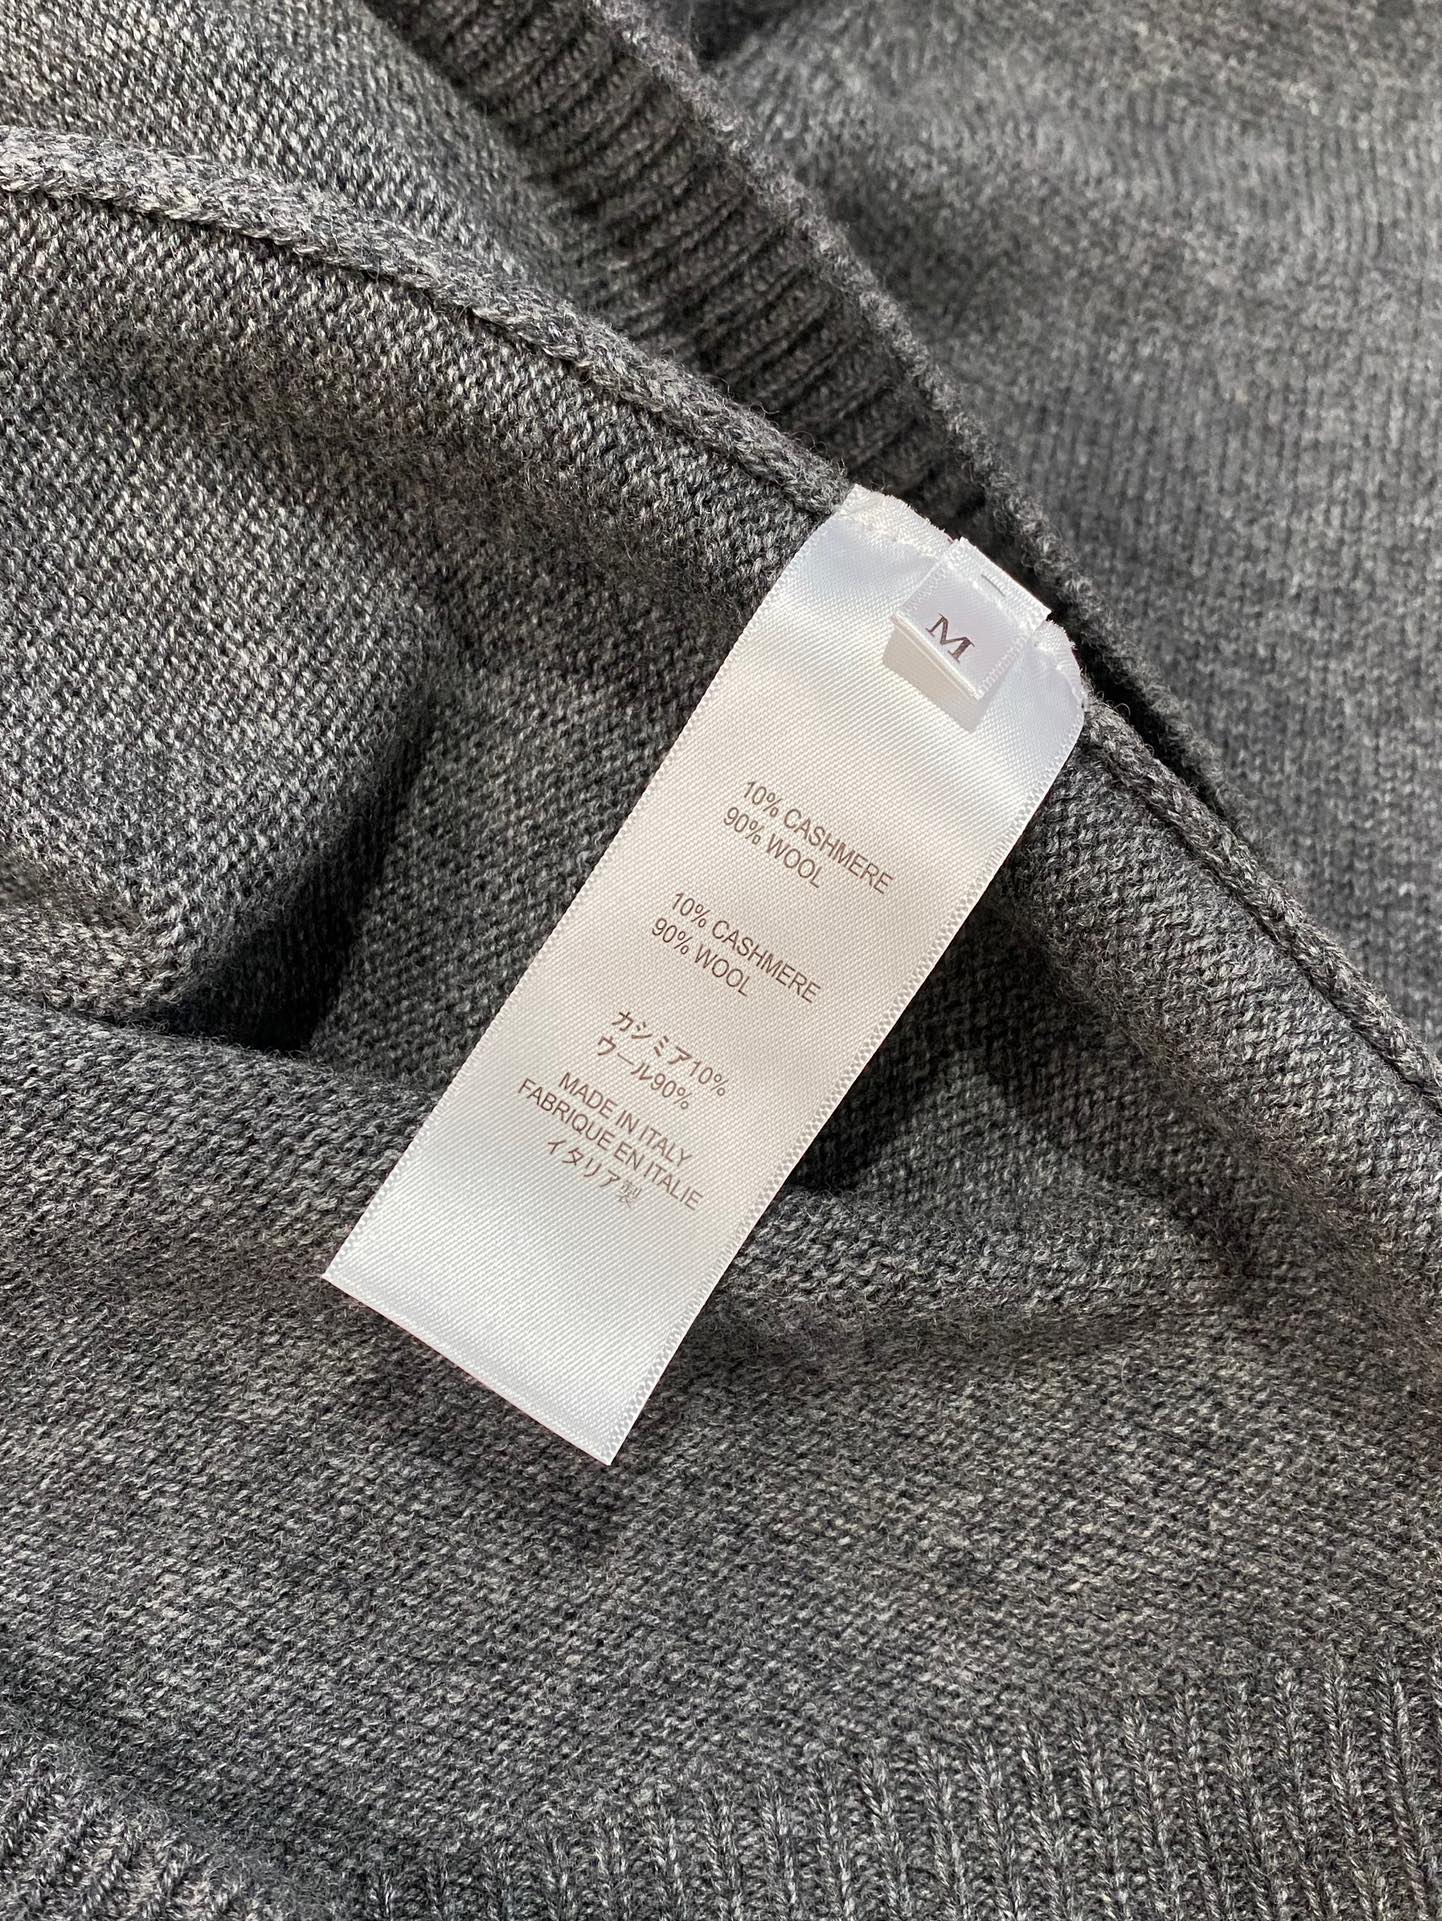 M
10% CASHMERE
90% WOOL
10% CASHMERE
90% WOOL
カシミア10%
ウール90%
MADE IN ITALY
FABRIQUE EN ITALIE
イタリア製